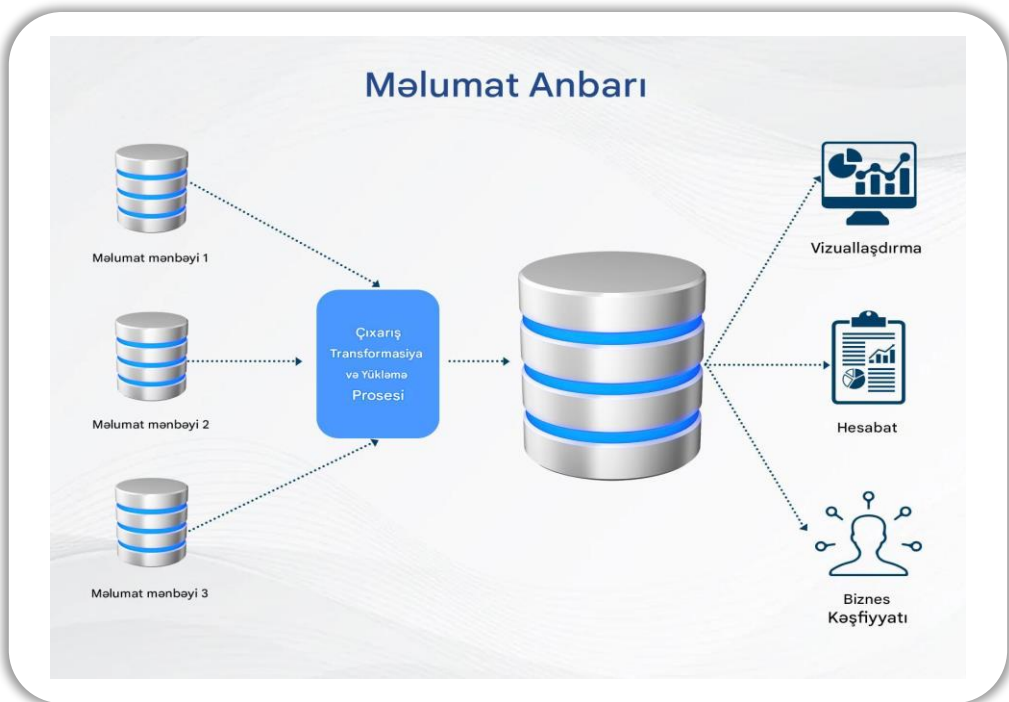 Məlumat Anbarı
Məlumat mənbəyi 1
Məlumat mənbəyi 2
Məlumat mənbəyi 3
Çıxarış
Transformasiya
və Yükləmə
Prosesi
Vizuallaşdırma
Hesabat
Biznes
Kəşfiyyatı